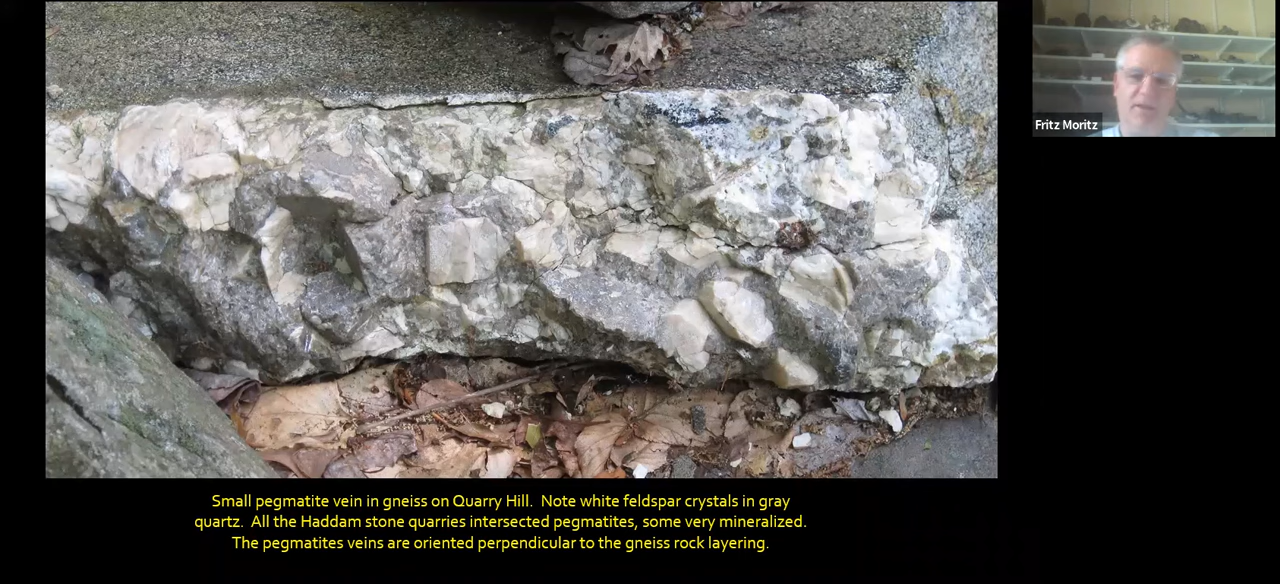 Fritz Moritz
Small pegmatite vein in gneiss on Quarry Hill.  Note white feldspar crystals in gray
quartz.  All the Haddam stone quarries intersected pegmatites, some very mineralized.
The pegmatites veins are oriented perpendicular to the gneiss rock layering.